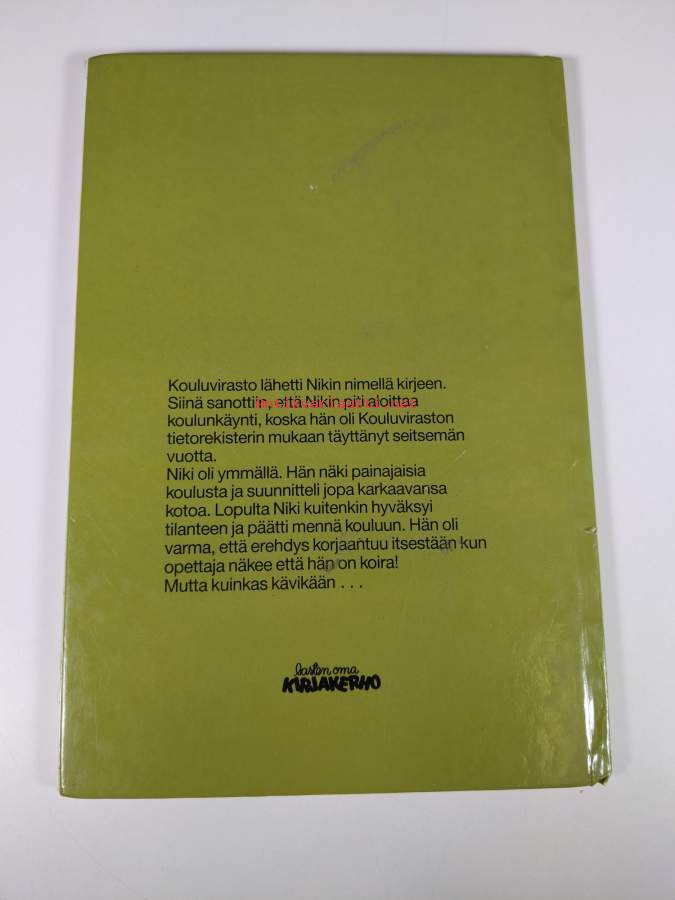 Kouluvirasto lähetti Nikin nimellä kirjeen.
Siinä sanottiin, että Nikin piti aloittaa
koulunkäynti, koska hän oli Kouluviraston
tietorekisterin mukaan täyttänyt seitsemän
vuotta.
Niki oli ymmällä. Hän näki painajaisia
koulusta ja suunnitteli jopa karkaavansa
kotoa. Lopulta Niki kuitenkin hyväksyi
tilanteen ja päätti mennä kouluun. Hän oli
varma, että erehdys korjaantuu itsestään kun
opettaja näkee että hän on koira!
Mutta kuinkas kävikään . . .
lasten oma
KIRJAKERHO